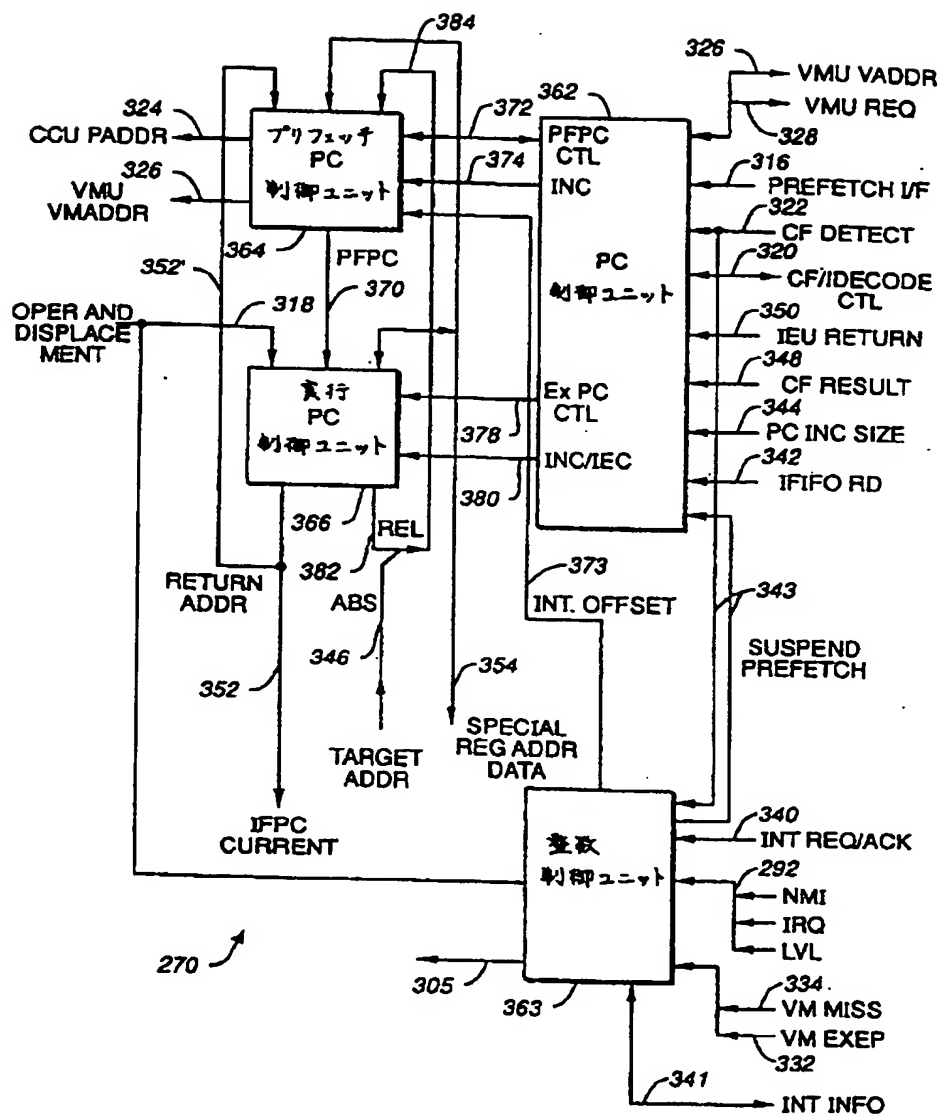 384
326
VMU VADDR
VMU REQ
328
324
CCU PADDR
326
VMU
VMADDR
プリフェッチ
PC
制御ユニット
364
372
374
362
PFPC
CTL
INC
PC
制御ユニット
Ex PC
CTL
INC/IEC
316
PREFETCH I/F
322
CF DETECT
320
CF/IDECODE
CTL
350
IEU RETURN
348
CF RESULT
344
PC INC SIZE
342
IFIFO RD
352'
PFPC
370
318
OPER AND
DISPLACE
MENT
実行
PC
制御ユニット
366
378
380
REL
382
RETURN
ADDR
ABS
346
373
INT. OFFSET
343
SUSPEND
PREFETCH
352
354
TARGET
ADDR
SPECIAL
REG ADDR
DATA
IFPC
CURRENT
整数
制御ユニット
363
340
INT REQ/ACK
292
NMI
IRQ
LVL
334
VM MISS
VM EXEP
332
270
305
341
INT INFO